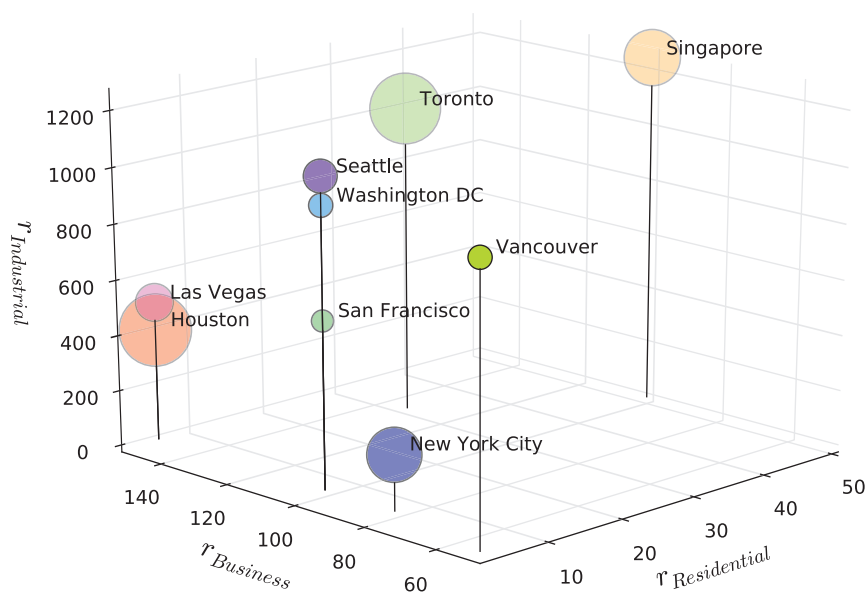 Singapore
Toronto
Seattle
Washington DC
Vancouver
Las Vegas
Houston
San Francisco
New York City
1200
1000
800
600
400
200
0
r Industrial
140
120
100
80
60
r Business
10
20
30
40
50
r Residential